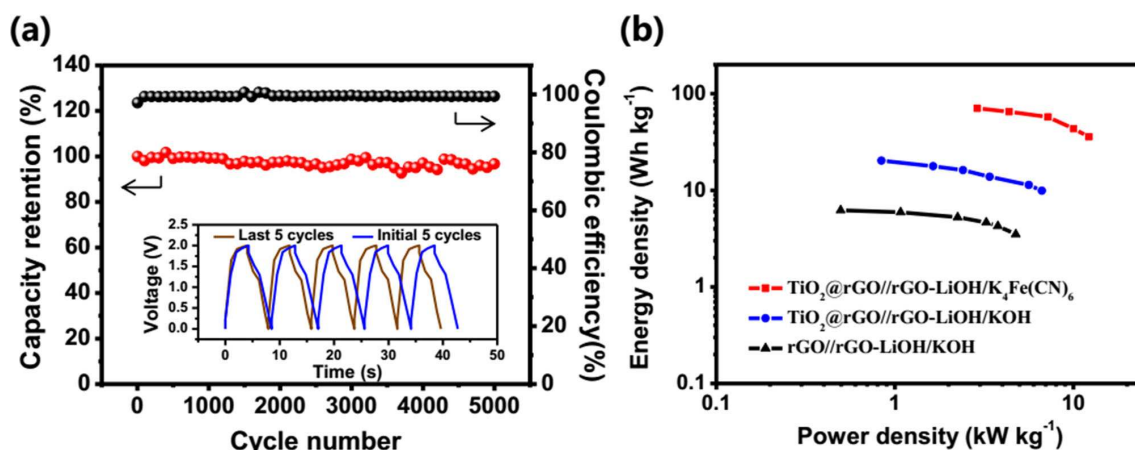 (a)
140
120
100
80
60
40
20
0
Capacity retention (%)
100
80
60
40
20
0
Coulombic efficiency(%)
Last 5 cycles
Initial 5 cycles
2.5
2.0
1.5
1.0
0.5
0.0
Voltage (V)
0 10 20 30 40 50
Time (s)
0 1000 2000 3000 4000 5000
Cycle number
(b)
100
10
1
0.1
Energy density (Wh kg⁻¹)
TiO₂@rGO//rGO-LiOH/K₄Fe(CN)₆
TiO₂@rGO//rGO-LiOH/KOH
rGO//rGO-LiOH/KOH
0.1 1 10
Power density (kW kg⁻¹)